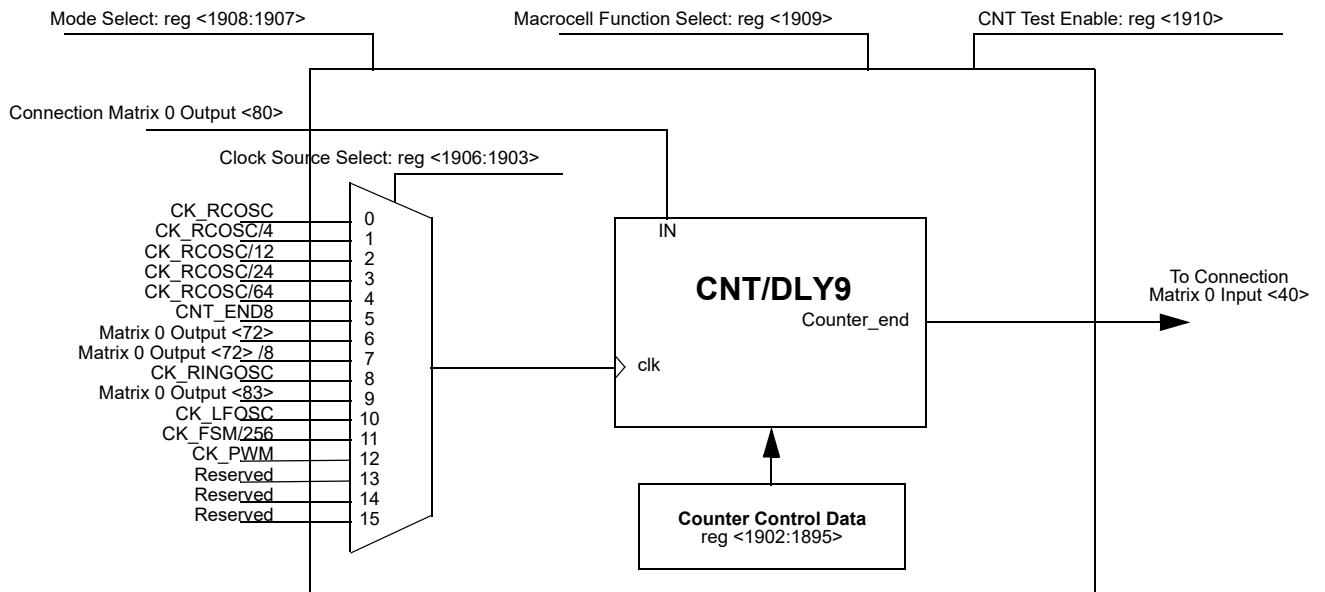 Mode Select: reg <1908:1907>
Macrocell Function Select: reg <1909>
CNT Test Enable: reg <1910>
Connection Matrix 0 Output <80>
Clock Source Select: reg <1906:1903>
CK_RCOSC 0
CK_RCOSC/4 1
CK_RCOSC/12 2
CK_RCOSC/24 3
CK_RCOSC/64 4
CNT_END8 5
Matrix 0 Output <72> 6
Matrix 0 Output <72> /8 7
CK_RINGOSC 8
Matrix 0 Output <83> 9
CK_LFOSC 10
CK_FSM/256 11
CK_PWM 12
Reserved 13
Reserved 14
Reserved 15
IN
CNT/DLY9
Counter_end
clk
To Connection
Matrix 0 Input <40>
Counter Control Data
reg <1902:1895>